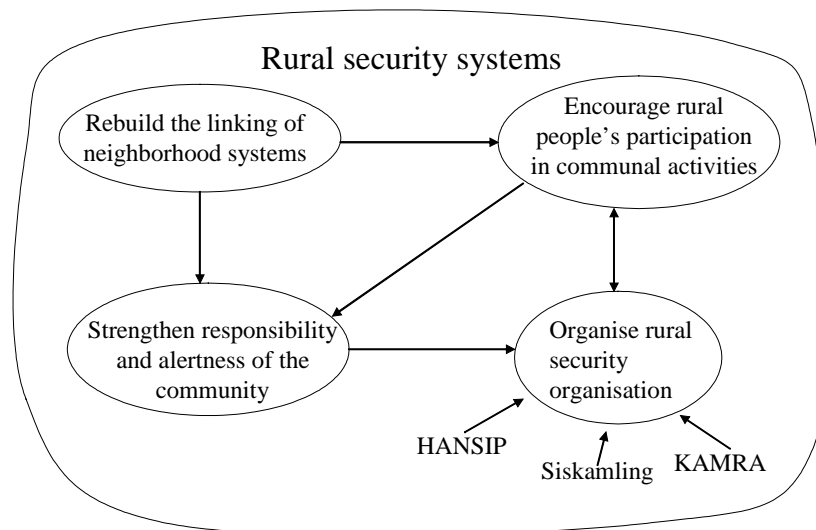 Rural security systems
Rebuild the linking of
neighborhood systems
Encourage rural
people's participation
in communal activities
Strengthen responsibility
and alertness of the
community
Organise rural
security
organisation
HANSIP
Siskamling
KAMRA